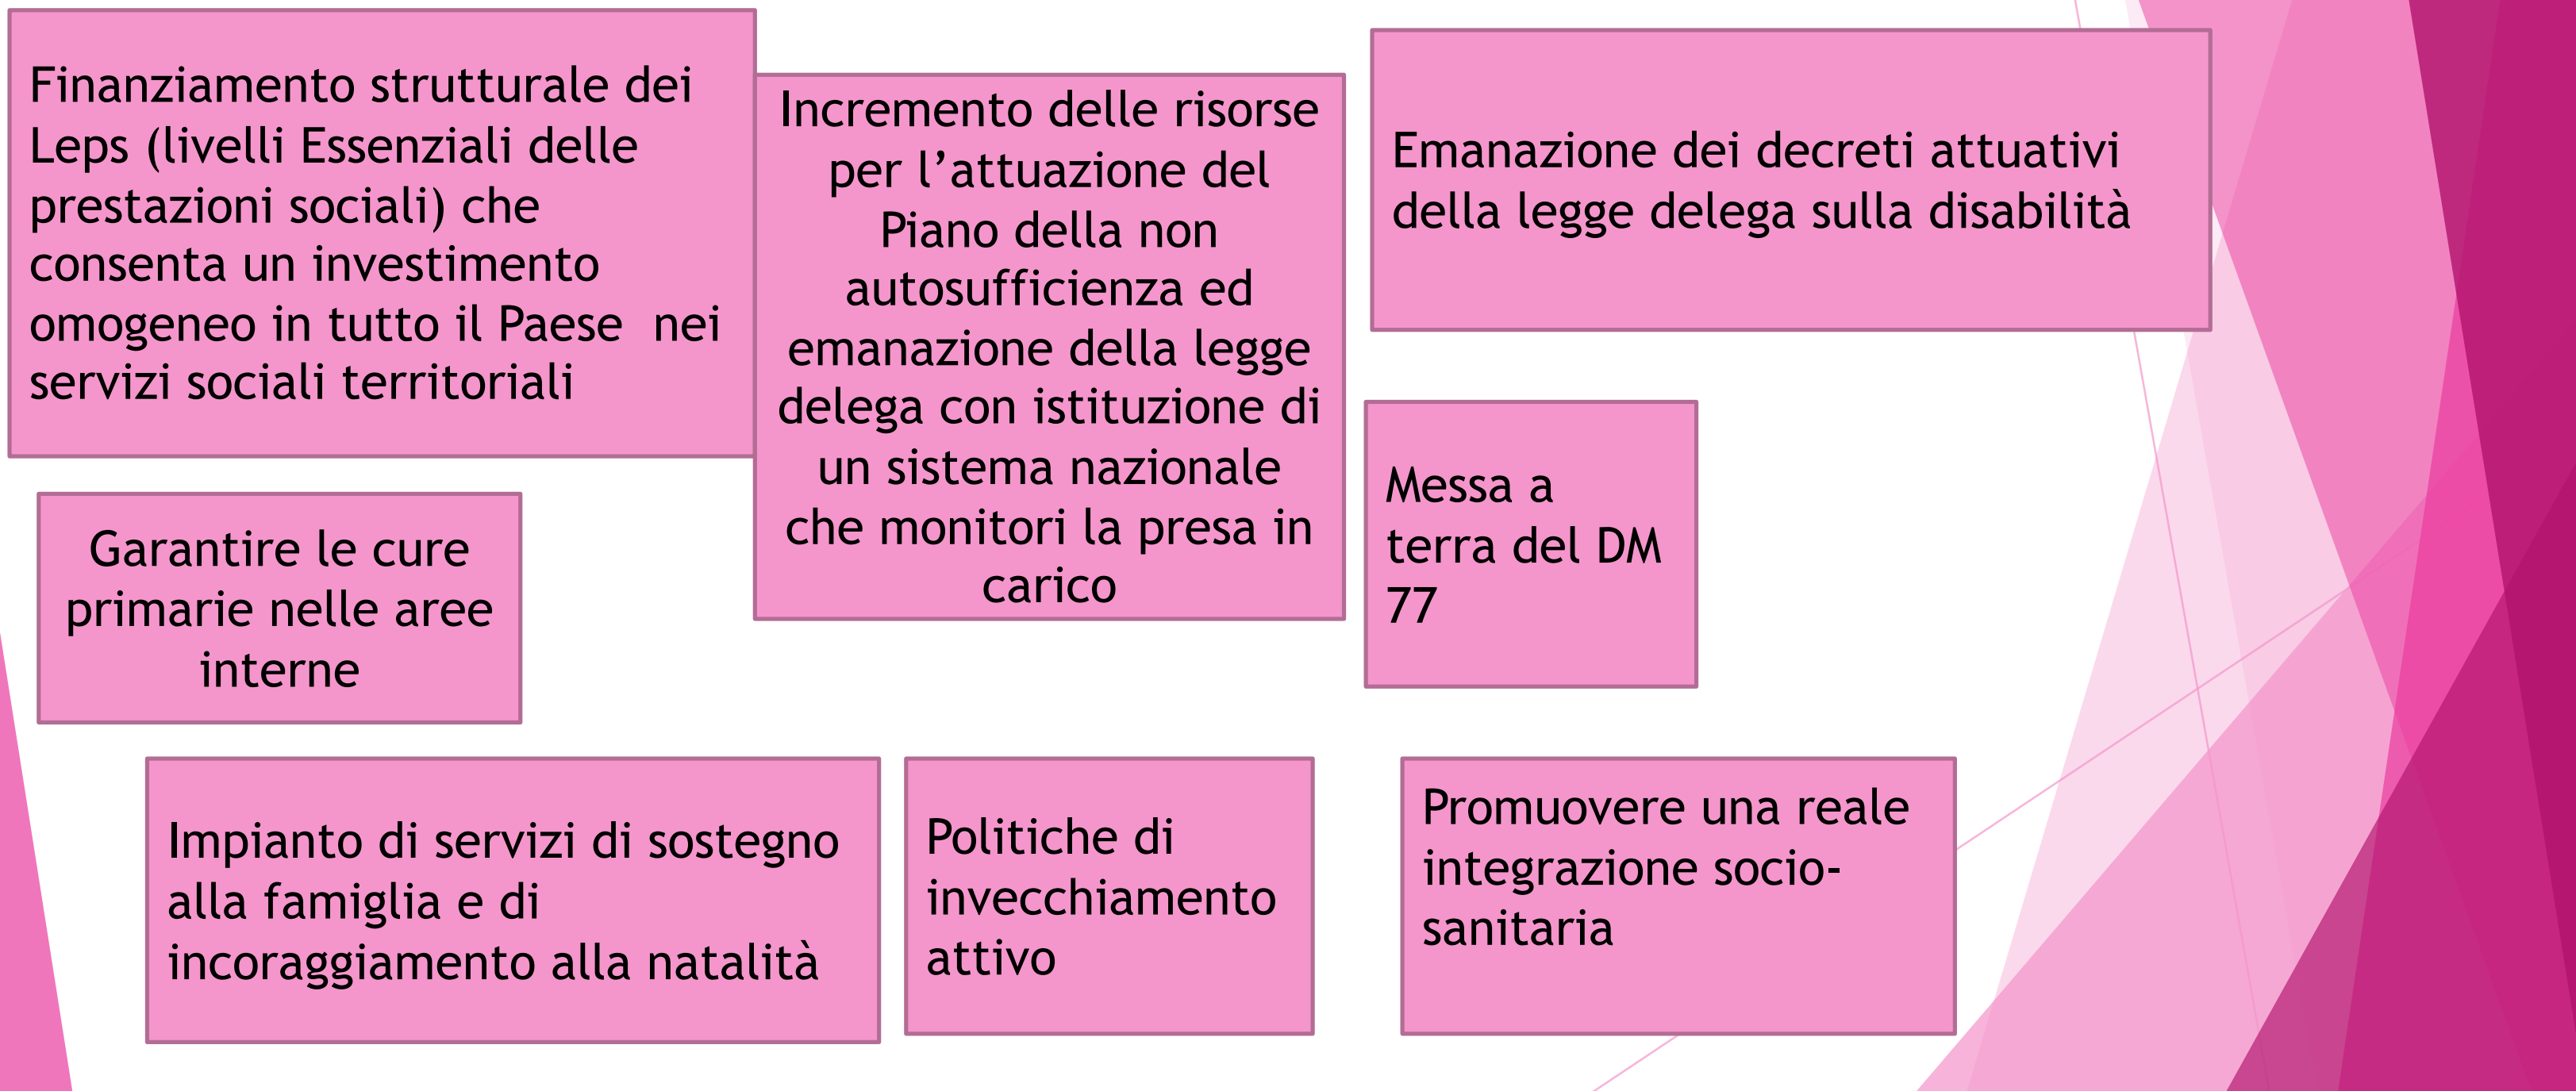 Finanziamento strutturale dei
Leps (livelli Essenziali delle
prestazioni sociali) che
consenta un investimento
omogeneo in tutto il Paese  nei
servizi sociali territoriali
Incremento delle risorse
per l’attuazione del
Piano della non
autosufficienza ed
emanazione della legge
delega con istituzione di
un sistema nazionale
che monitori la presa in
carico
Emanazione dei decreti attuativi
della legge delega sulla disabilità
Garantire le cure
primarie nelle aree
interne
Messa a
terra del DM
77
Impianto di servizi di sostegno
alla famiglia e di
incoraggiamento alla natalità
Politiche di
invecchiamento
attivo
Promuovere una reale
integrazione socio-
sanitaria